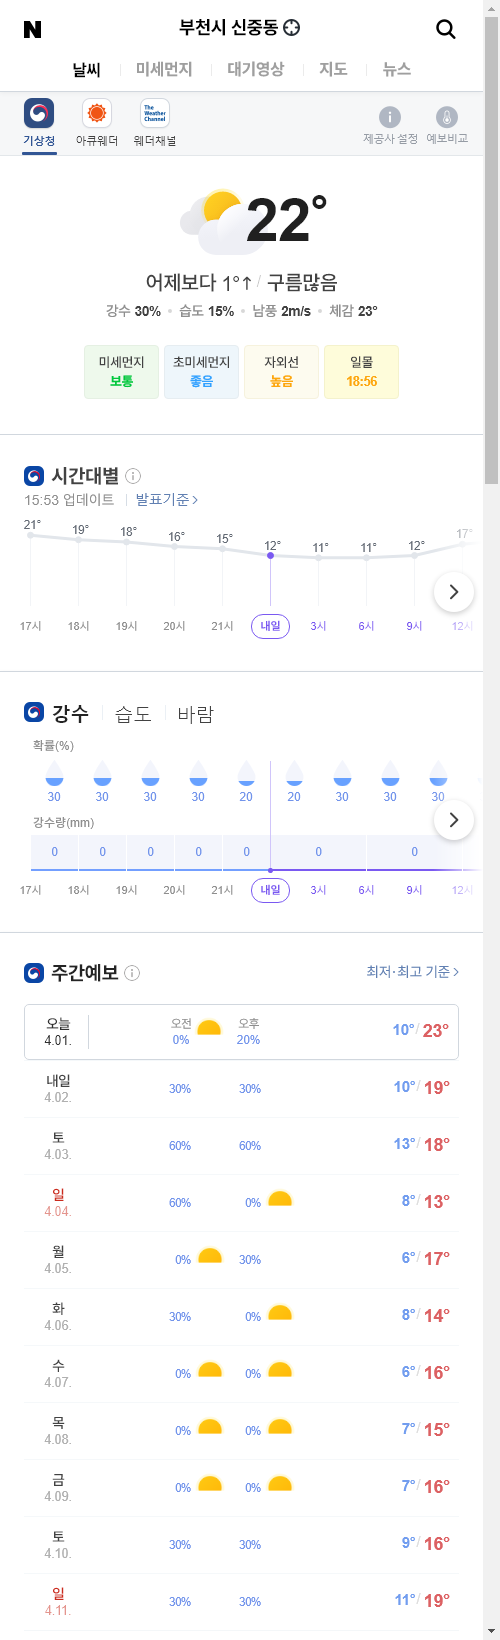 N
부천시 신중동
날씨 미세먼지 대기영상 지도 뉴스
The Weather Channel
기상청 아큐웨더 웨더채널 제공사 설정 예보비교
22°
어제보다 1°↑ / 구름많음
강수 30% • 습도 15% • 남풍 2m/s • 체감 23°
미세먼지 초미세먼지 자외선 일몰
보통 좋음 높음 18:56
시간대별
15:53 업데이트 발표기준 >
21° 19° 18° 16° 15° 12° 11° 11° 12° 17°
17시 18시 19시 20시 21시 내일 3시 6시 9시 12시
강수 습도 바람
확률(%)
30 30 30 30 20 20 30 30 30
강수량(mm)
0 0 0 0 0 0 0
17시 18시 19시 20시 21시 내일 3시 6시 9시 12시
주간예보 최저·최고 기준 >
오늘 4.01. 오전 0% 오후 20% 10° / 23°
내일 4.02. 30% 30% 10° / 19°
토 4.03. 60% 60% 13° / 18°
일 4.04. 60% 0% 8° / 13°
월 4.05. 0% 30% 6° / 17°
화 4.06. 30% 0% 8° / 14°
수 4.07. 0% 0% 6° / 16°
목 4.08. 0% 0% 7° / 15°
금 4.09. 0% 0% 7° / 16°
토 4.10. 30% 30% 9° / 16°
일 4.11. 30% 30% 11° / 19°